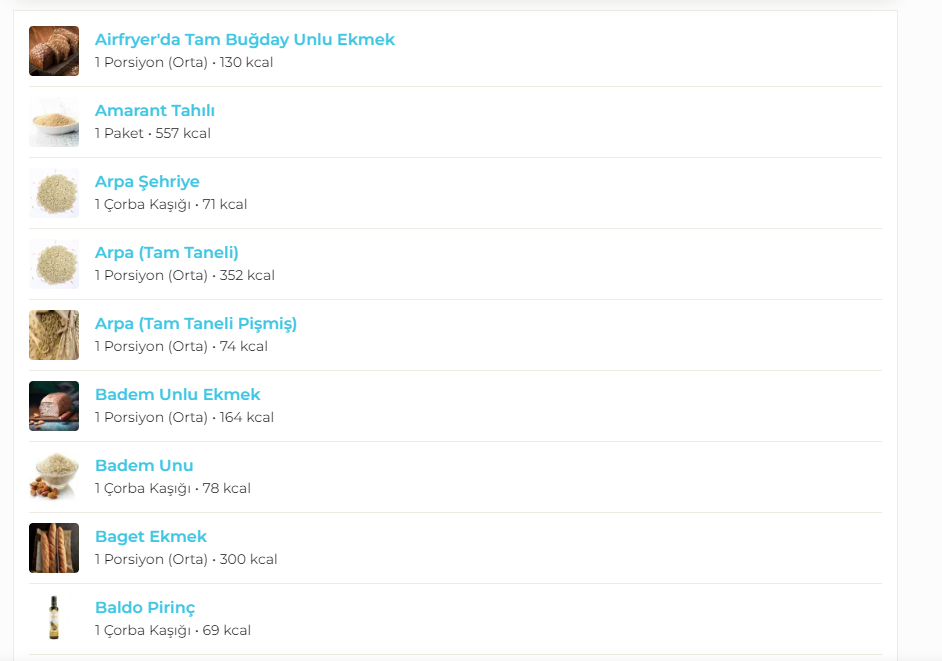 Airfryer'da Tam Buğday Unlu Ekmek
1 Porsiyon (Orta) • 130 kcal
Amarant Tahılı
1 Paket • 557 kcal
Arpa Şehriye
1 Çorba Kaşığı • 71 kcal
Arpa (Tam Taneli)
1 Porsiyon (Orta) • 352 kcal
Arpa (Tam Taneli Pişmiş)
1 Porsiyon (Orta) • 74 kcal
Badem Unlu Ekmek
1 Porsiyon (Orta) • 164 kcal
Badem Unu
1 Çorba Kaşığı • 78 kcal
Baget Ekmek
1 Porsiyon (Orta) • 300 kcal
Baldo Pirinç
1 Çorba Kaşığı • 69 kcal